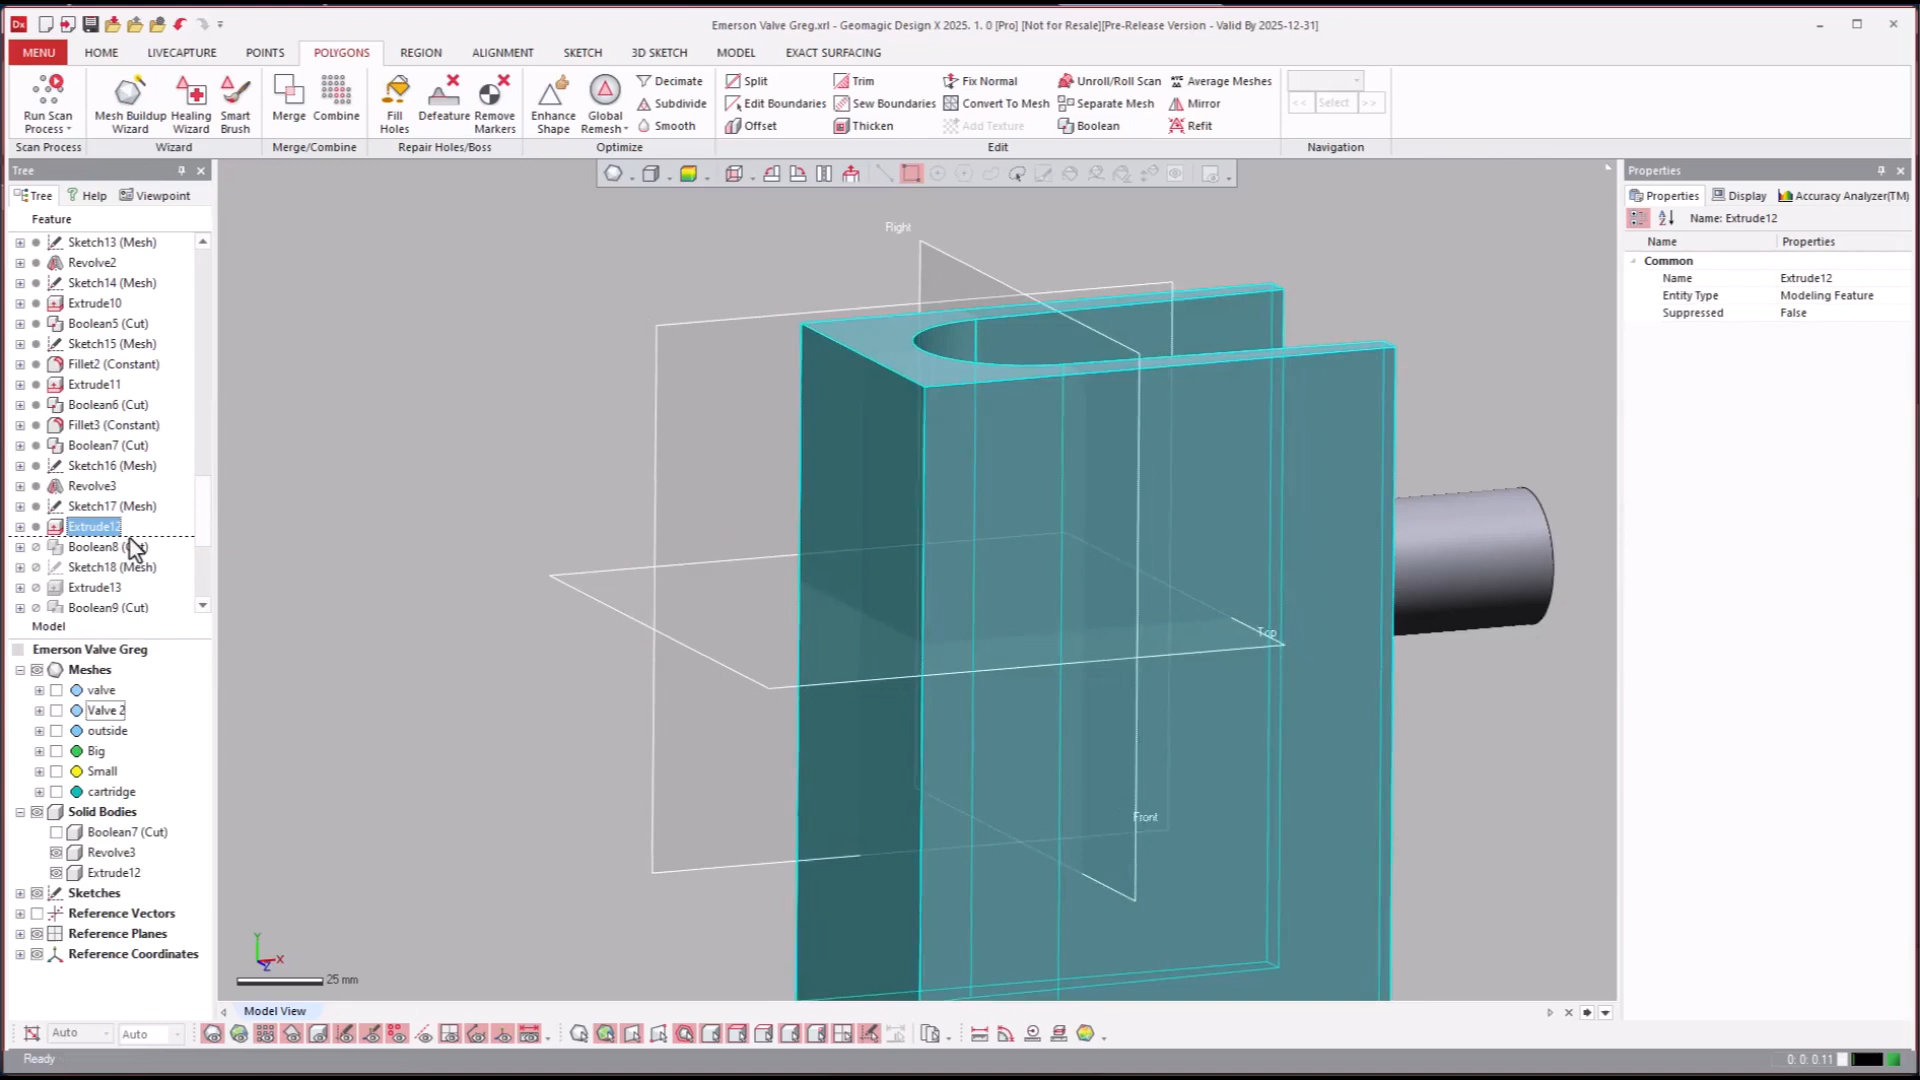 Dx
Emerson Valve Greg.xrl - Geomagic Design X 2025. 1. 0 [Pro] [Not for Resale][Pre-Release Version - Valid By 2025-12-31]
MENU HOME LIVECAPTURE POINTS POLYGONS REGION ALIGNMENT SKETCH 3D SKETCH MODEL EXACT SURFACING
Run Scan Process
Mesh Buildup Wizard
Healing Wizard
Smart Brush
Merge
Combine
Fill Holes
Defeature
Remove Markers
Enhance Shape
Global Remesh
Decimate
Subdivide
Smooth
Split
Edit Boundaries
Offset
Trim
Sew Boundaries
Thicken
Fix Normal
Convert To Mesh
Add Texture
Unroll/Roll Scan
Separate Mesh
Boolean
Average Meshes
Mirror
Refit
<< Select >>
Scan Process Wizard Merge/Combine Repair Holes/Boss Optimize Edit Navigation
Tree
Tree Help Viewpoint
Feature
Sketch13 (Mesh)
Revolve2
Sketch14 (Mesh)
Extrude10
Boolean5 (Cut)
Sketch15 (Mesh)
Fillet2 (Constant)
Extrude11
Boolean6 (Cut)
Fillet3 (Constant)
Boolean7 (Cut)
Sketch16 (Mesh)
Revolve3
Sketch17 (Mesh)
Extrude12
Boolean8
Sketch18 (Mesh)
Extrude13
Boolean9 (Cut)
Model
Emerson Valve Greg
Meshes
valve
Valve 2
outside
Big
Small
cartridge
Solid Bodies
Boolean7 (Cut)
Revolve3
Extrude12
Sketches
Reference Vectors
Reference Planes
Reference Coordinates
Right
Top
Front
Y
X
Z
25 mm
Model View
Properties
Properties Display Accuracy Analyzer(TM)
Name: Extrude12
Name Properties
Common
Name Extrude12
Entity Type Modeling Feature
Suppressed False
Auto Auto
Ready
0: 0: 0.11